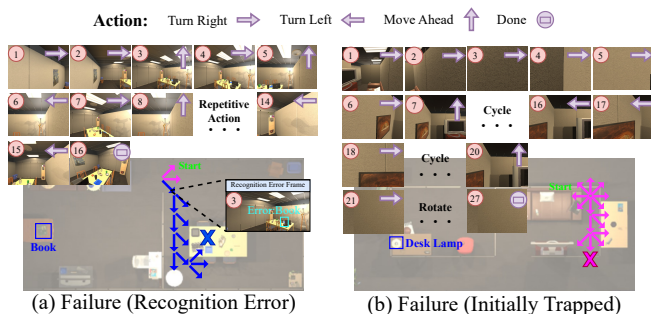 Action: Turn Right Turn Left Move Ahead Done
1 2 3 4 5
6 7 8 Repetitive Action . . . 14
15 16
Start
Recognition Error Frame
3
Error Book
Book
X
(a) Failure (Recognition Error)
1 2 3 4 5
6 7 Cycle . . . 16 17
18 Cycle . . . 20
21 Rotate . . . 27
Start
Desk Lamp
X
(b) Failure (Initially Trapped)